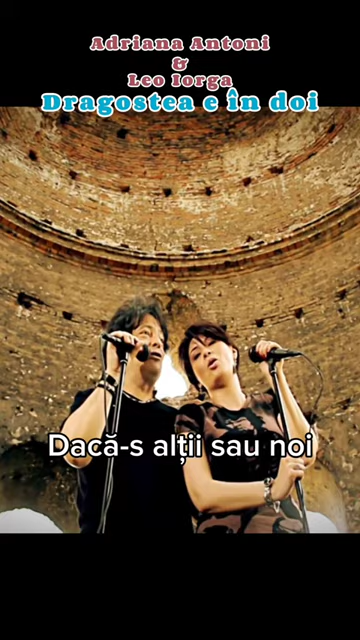 Adriana Antoni
&
Leo Iorga
Dragostea e în doi
Dacă-s alții sau noi